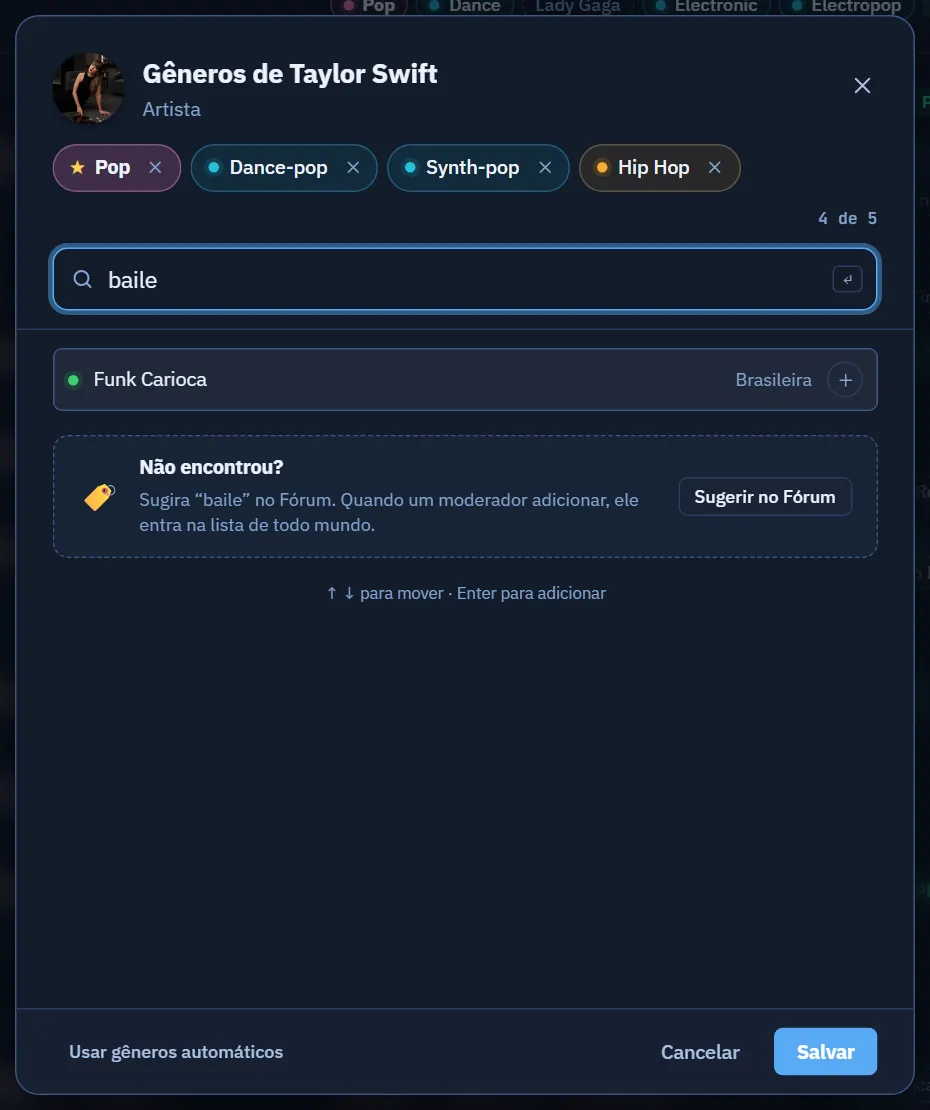 Pop Dance Lady Gaga Electronic Electropop
Gêneros de Taylor Swift
Artista
Pop
Dance-pop
Synth-pop
Hip Hop
4 de 5
baile
Funk Carioca
Brasileira
Não encontrou?
Sugira “baile” no Fórum. Quando um moderador adicionar, ele
entra na lista de todo mundo.
Sugerir no Fórum
↑ ↓ para mover · Enter para adicionar
Usar gêneros automáticos
Cancelar
Salvar